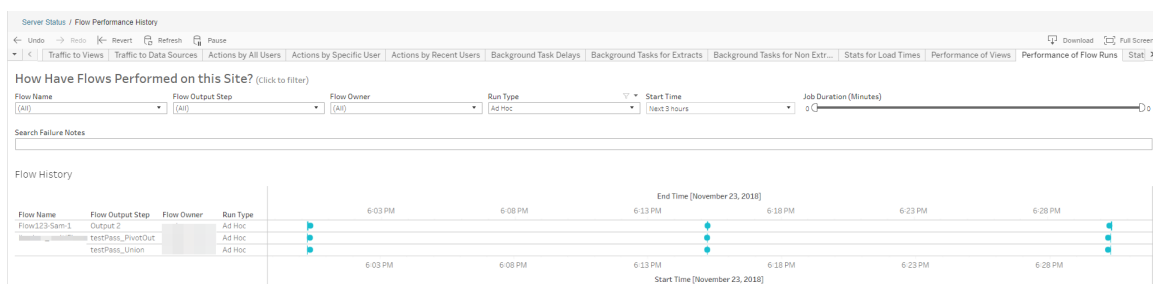 Server Status / Flow Performance History
Undo Redo Revert Refresh Pause Download Full Screen
Traffic to Views Traffic to Data Sources Actions by All Users Actions by Specific User Actions by Recent Users Background Task Delays Background Tasks for Extracts Background Tasks for Non Extr... Stats for Load Times Performance of Views Performance of Flow Runs Stat
How Have Flows Performed on this Site? (Click to filter)
Flow Name Flow Output Step Flow Owner Run Type Start Time Job Duration (Minutes)
(All) (All) (All) Ad Hoc Next 3 hours 0 0
Search Failure Notes
Flow History
End Time [November 23, 2018]
6:03 PM 6:08 PM 6:13 PM 6:18 PM 6:23 PM 6:28 PM
Flow Name Flow Output Step Flow Owner Run Type
Flow123-Sam-1 Output 2 Ad Hoc
testPass_PivotOut Ad Hoc
testPass_Union Ad Hoc
6:03 PM 6:08 PM 6:13 PM 6:18 PM 6:23 PM 6:28 PM
Start Time [November 23, 2018]